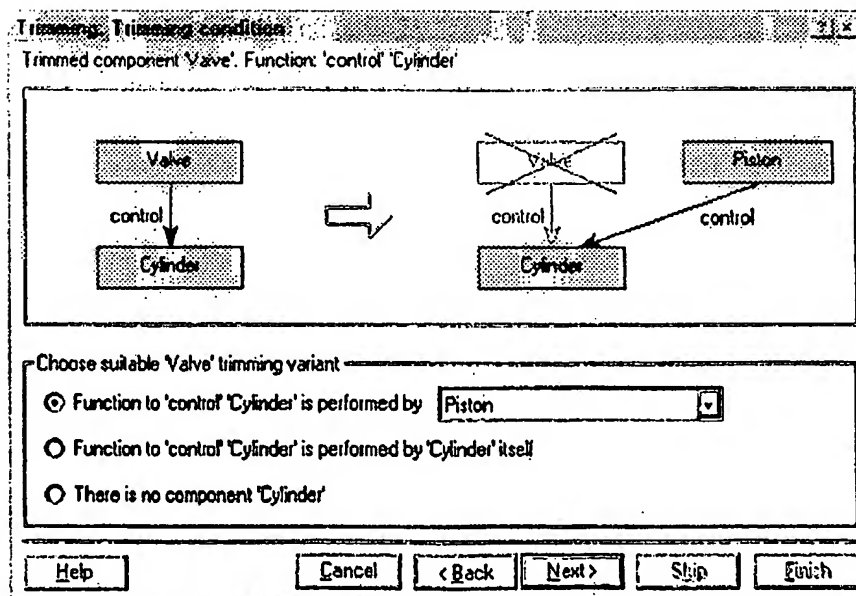 Trimming: Trimming condition
Trimmed component 'Valve'. Function: 'control' 'Cylinder'
Valve
Valve
Piston
control
control
control
Cylinder
Cylinder
Choose suitable 'Valve' trimming variant
Function to 'control' 'Cylinder' is performed by Piston
Function to 'control' 'Cylinder' is performed by 'Cylinder' itself
There is no component 'Cylinder'
Help Cancel < Back Next > Skip Finish